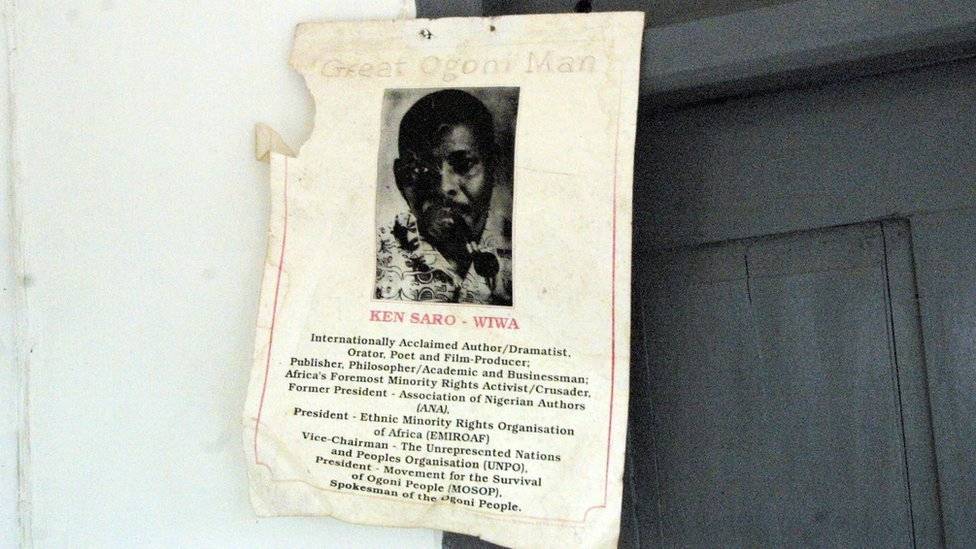 Great Ogoni Man
KEN SARO - WIWA
Internationally Acclaimed Author/Dramatist,
Orator, Poet and Film-Producer;
Publisher, Philosopher/Academic and Businessman;
Africa's Foremost Minority Rights Activist/Crusader,
Former President - Association of Nigerian Authors
(ANA),
President - Ethnic Minority Rights Organisation
of Africa (EMIROAF)
Vice-Chairman - The Unrepresented Nations
and Peoples Organisation (UNPO),
President - Movement for the Survival
of Ogoni People (MOSOP),
Spokesman of the Ogoni People.